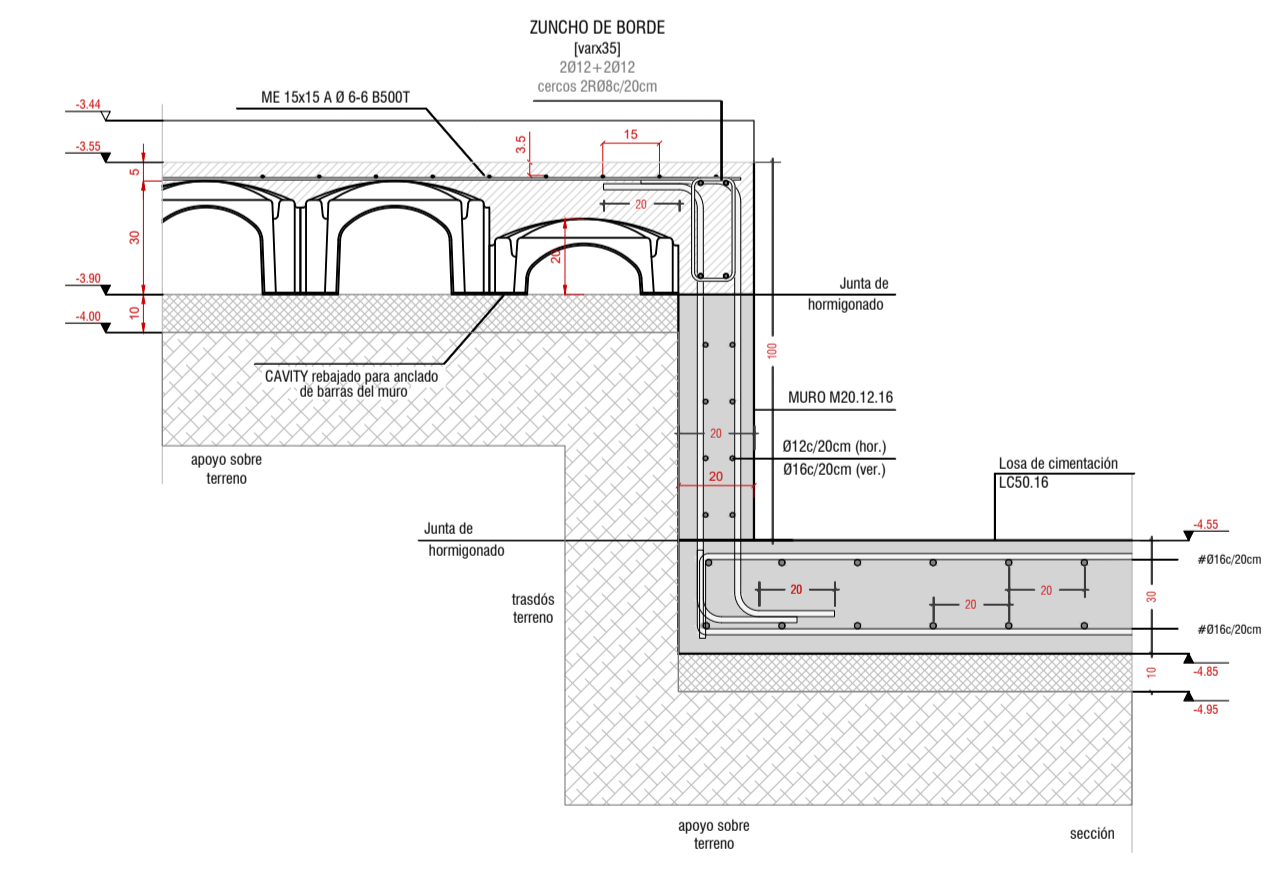 ZUNCHO DE BORDE
[varx35]
2Ø12+2Ø12
cercos 2RØ8c/20cm
ME 15x15 A Ø 6-6 B500T
-3.44
-3.55
3.5
15
5
20
30
20
-3.90
-4.00
10
Junta de
hormigonado
CAVITY rebajado para anclado
de barras del muro
100
MURO M20.12.16
20
Ø12c/20cm (hor.)
Ø16c/20cm (ver.)
20
apoyo sobre
terreno
Losa de cimentación
LC50.16
Junta de
hormigonado
-4.55
#Ø16c/20cm
20
20
20
30
trasdós
terreno
#Ø16c/20cm
10
-4.85
-4.95
apoyo sobre
terreno
sección